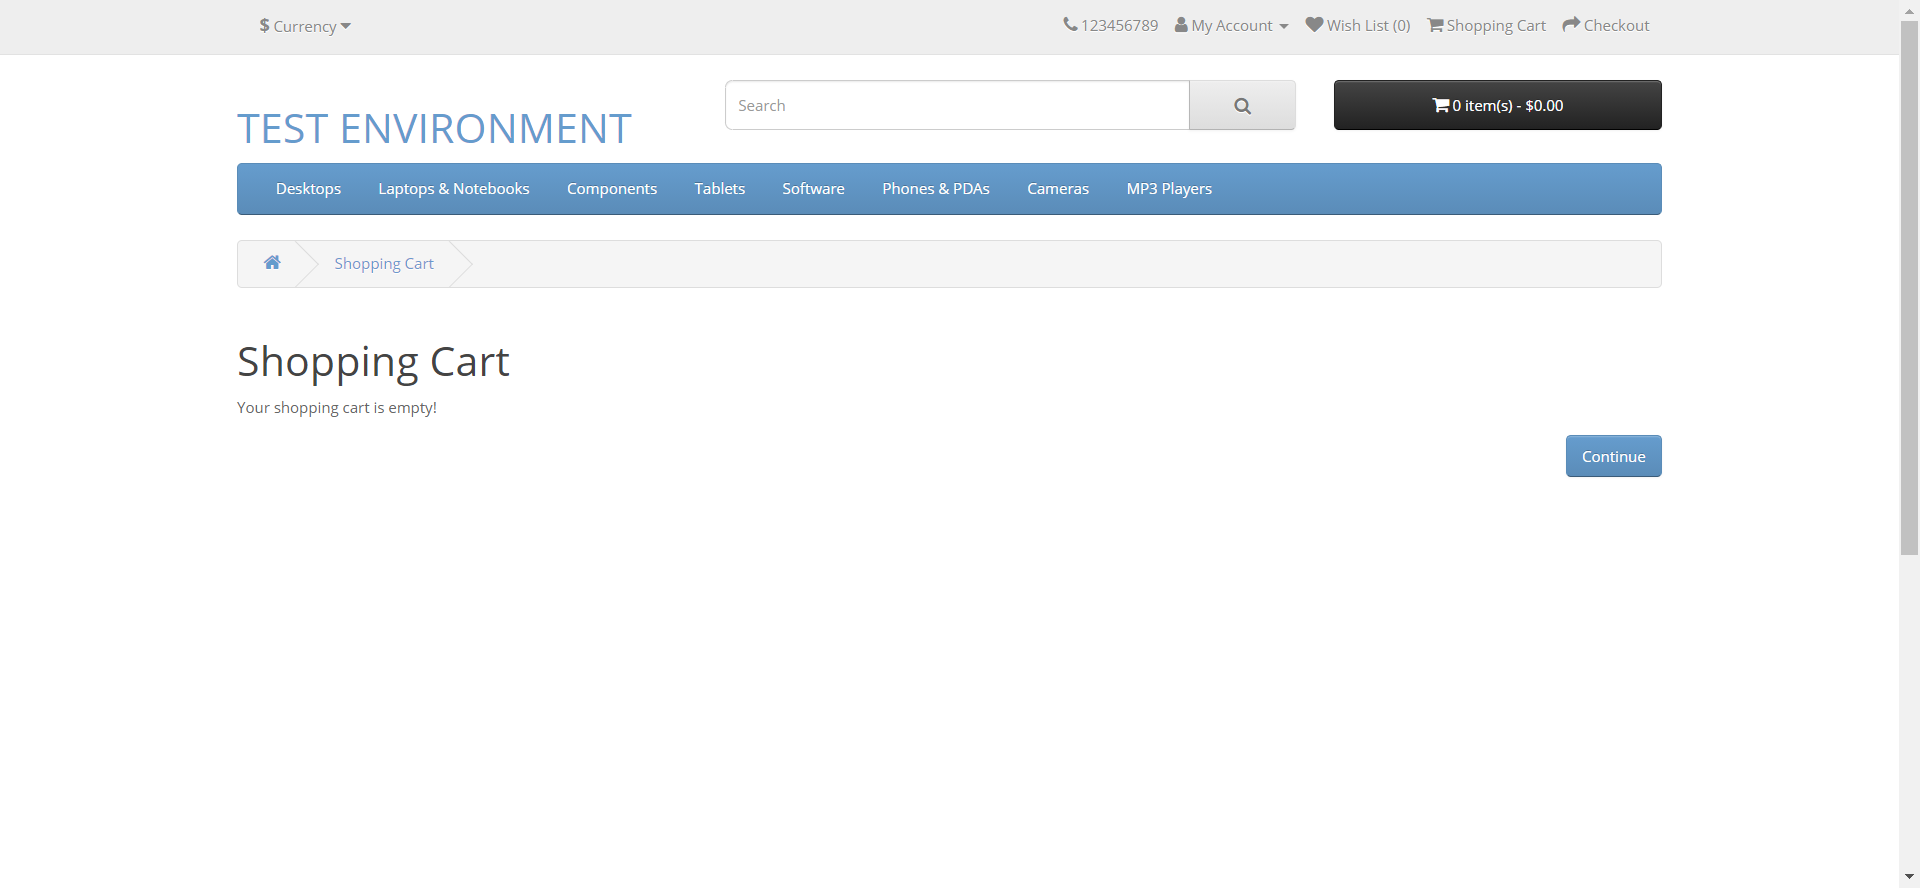 $ Currency
123456789 My Account Wish List (0) Shopping Cart Checkout
Search
0 item(s) - $0.00
TEST ENVIRONMENT
Desktops Laptops & Notebooks Components Tablets Software Phones & PDAs Cameras MP3 Players
Shopping Cart
Shopping Cart
Your shopping cart is empty!
Continue